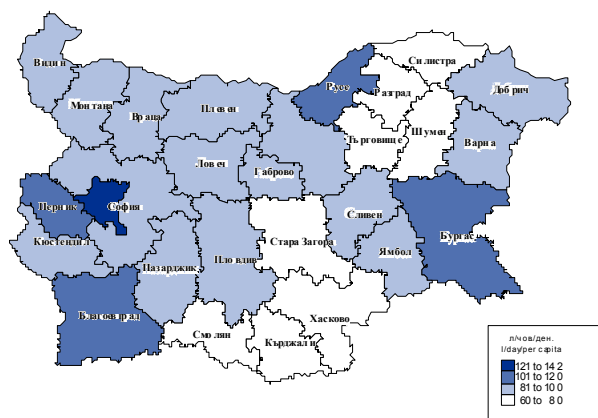 Видин
Силистра
Русе
Разград
Добрич
Монтана
Враца
Плевен
Търговище
Шумен
Варна
Ловеч
Габрово
Перник
София
Сливен
Бургас
Кюстендил
Стара Загора
Ямбол
Пазарджик
Пловдив
Благоевград
Смолян
Хасково
Кърджали
л/чов/ден.
l/day/per capita
121 to 142
101 to 120
81 to 100
60 to 80